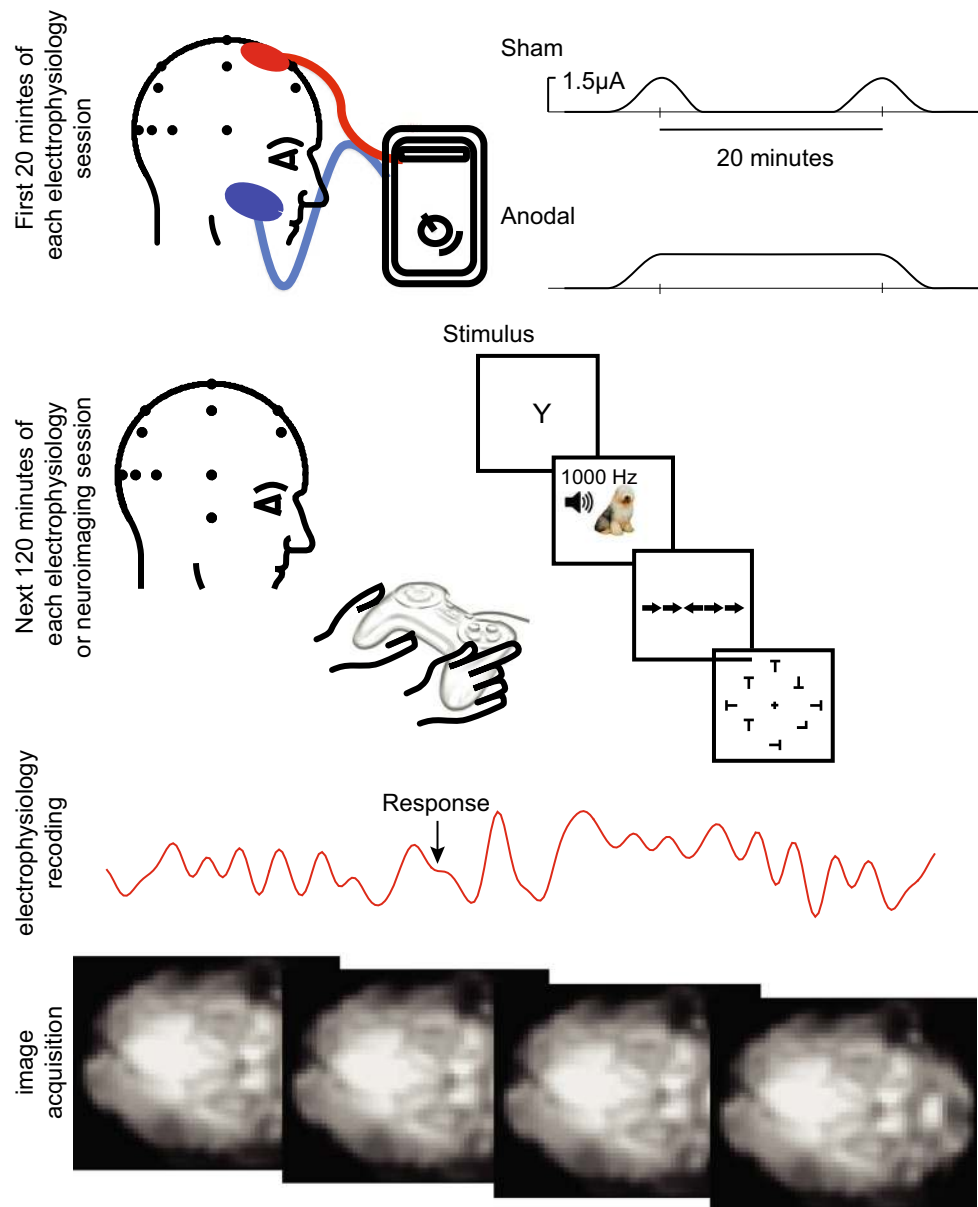 First 20 mintes of
each electrophysiology
session
Sham
1.5µA
20 minutes
Anodal
Next 120 minutes of
each electrophysiology
or neuroimaging session
Stimulus
Y
1000 Hz
electrophysiology
recoding
Response
image
acquisition